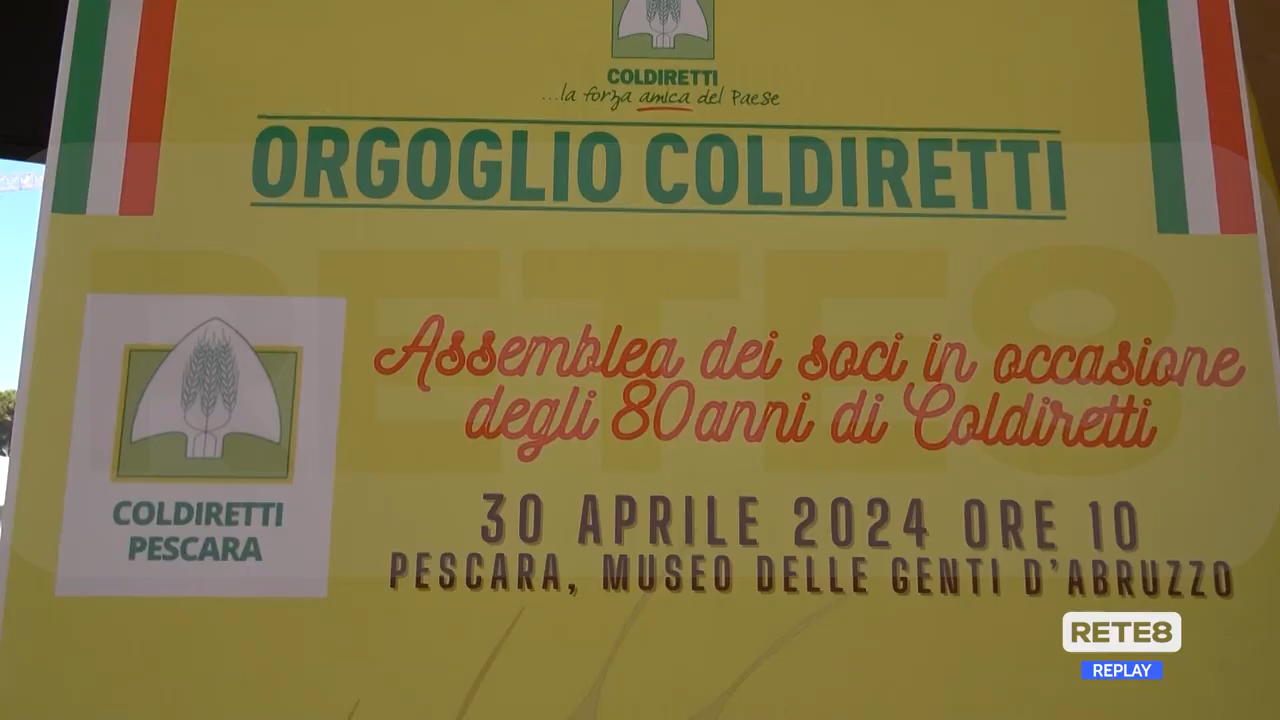 COLDIRETTI
...la forza amica del Paese
ORGOGLIO COLDIRETTI
Assemblea dei soci in occasione
degli 80anni di Coldiretti
COLDIRETTI
PESCARA
30 APRILE 2024 ORE 10
PESCARA, MUSEO DELLE GENTI D'ABRUZZO
RETE8
RETE8
REPLAY